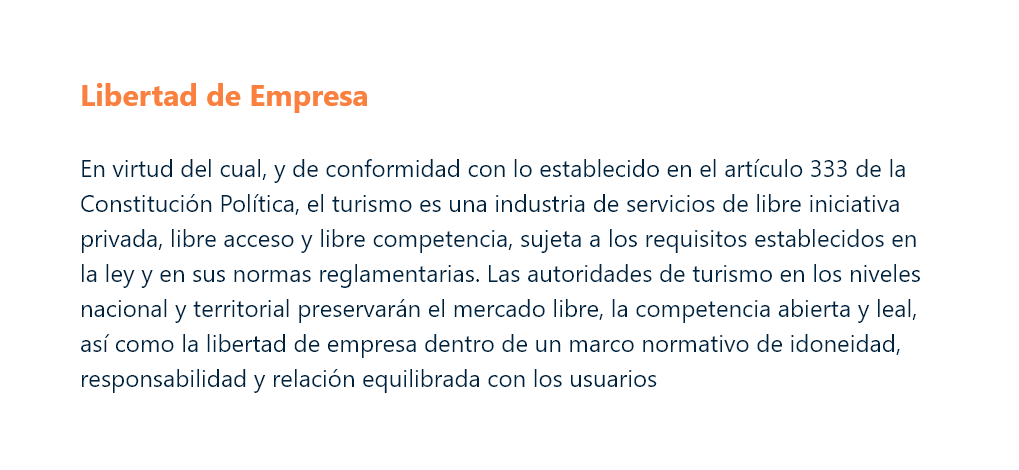 Libertad de Empresa
En virtud del cual, y de conformidad con lo establecido en el artículo 333 de la
Constitución Política, el turismo es una industria de servicios de libre iniciativa
privada, libre acceso y libre competencia, sujeta a los requisitos establecidos en
la ley y en sus normas reglamentarias. Las autoridades de turismo en los niveles
nacional y territorial preservarán el mercado libre, la competencia abierta y leal,
así como la libertad de empresa dentro de un marco normativo de idoneidad,
responsabilidad y relación equilibrada con los usuarios